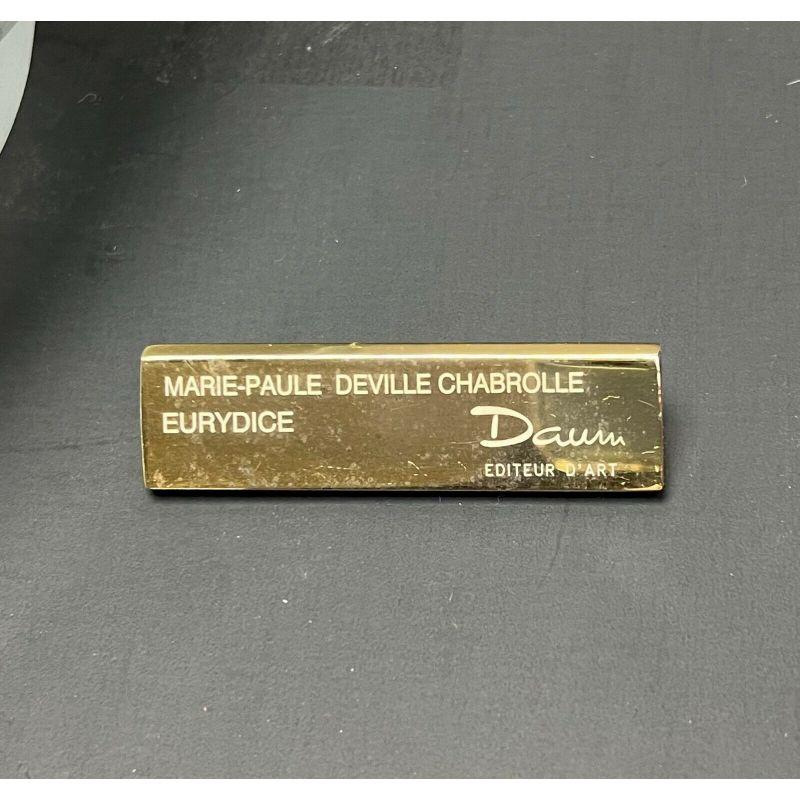 MARIE-PAULE DEVILLE CHABROLLE
EURYDICE
Daum
EDITEUR D'ART